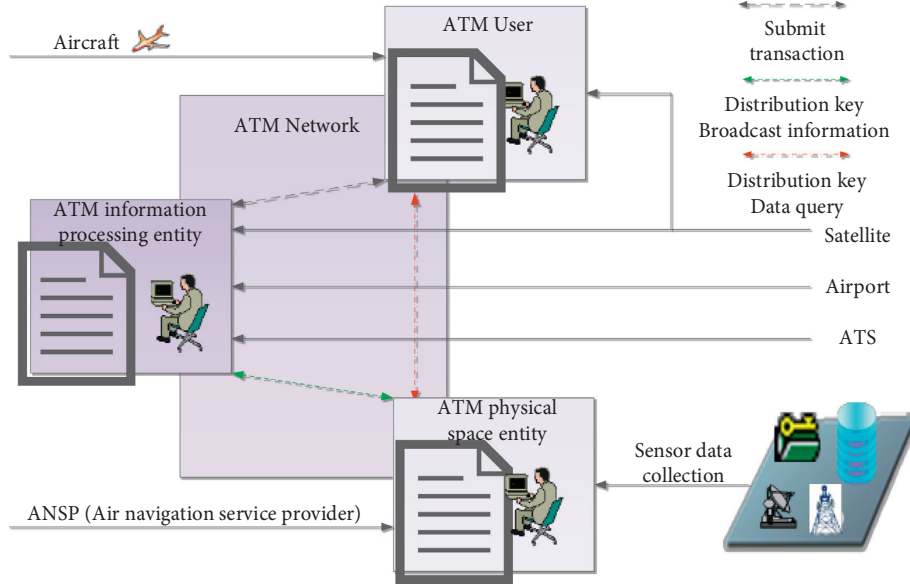 ATM User
Aircraft
Submit
transaction
Distribution key
Broadcast information
Distribution key
Data query
ATM Network
ATM information
processing entity
Satellite
Airport
ATS
ATM physical
space entity
Sensor data
collection
ANSP (Air navigation service provider)